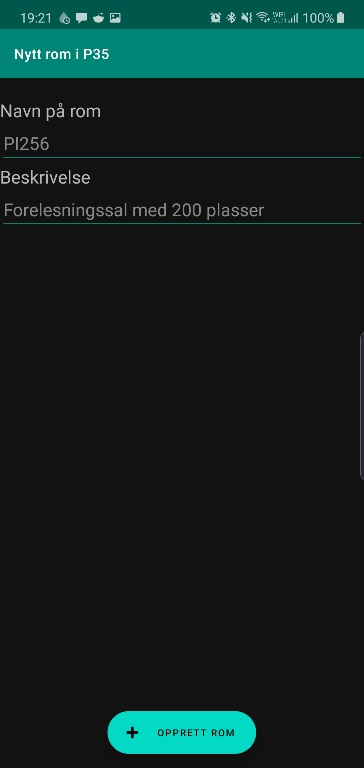 19:21
100%
Nytt rom i P35
Navn på rom
PI256
Beskrivelse
Forelesningssal med 200 plasser
OPPRETT ROM